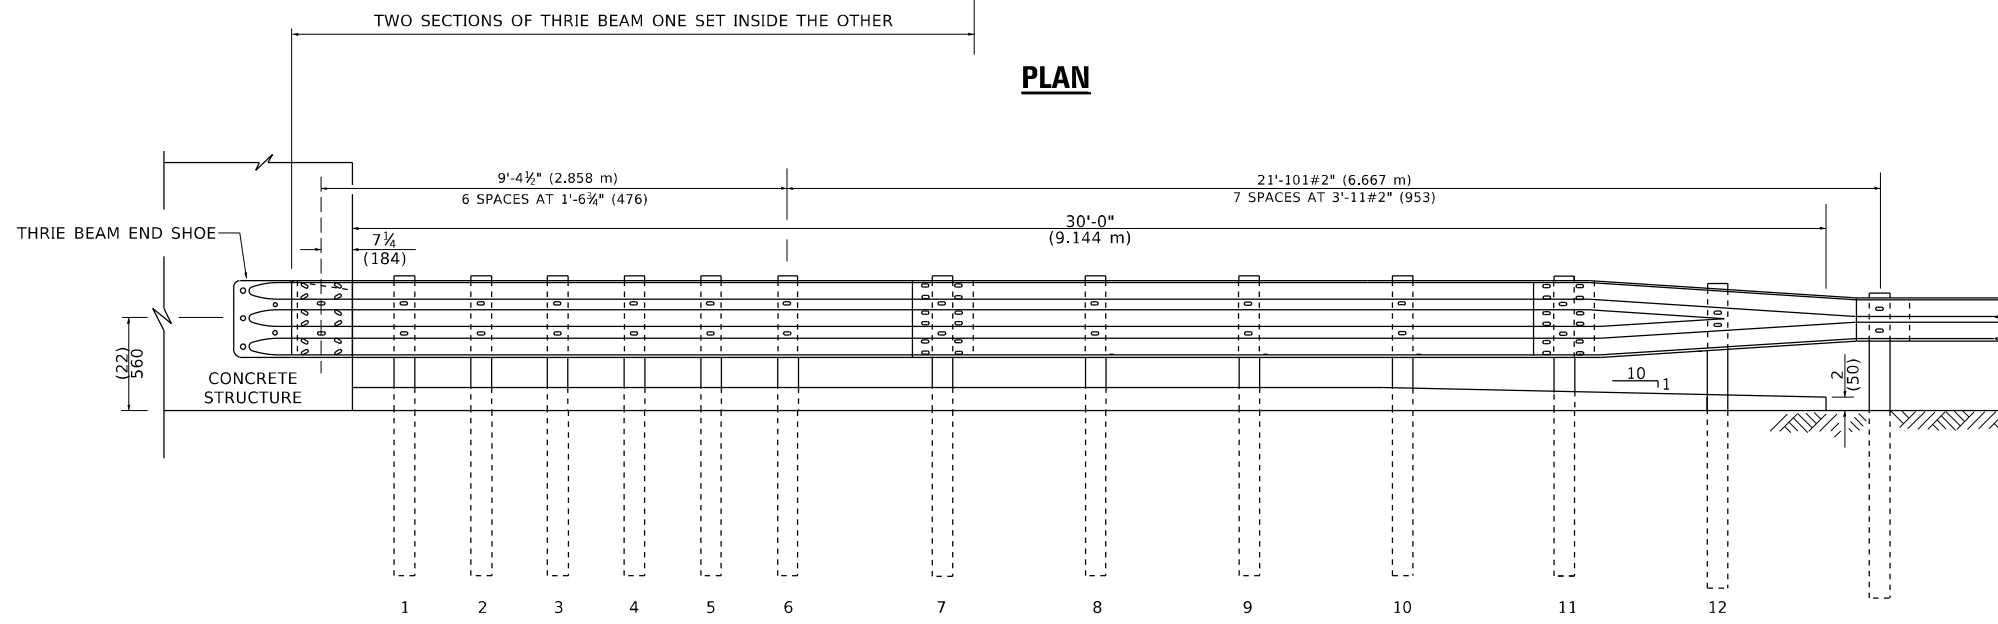 TWO SECTIONS OF THRIE BEAM ONE SET INSIDE THE OTHER
PLAN
9'-4½" (2.858 m)
6 SPACES AT 1'-6¾" (476)
21'-101#2" (6.667 m)
7 SPACES AT 3'-11#2" (953)
30'-0"
(9.144 m)
THRIE BEAM END SHOE
7¼
(184)
(22)
560
CONCRETE
STRUCTURE
10
1
2
(50)
1 2 3 4 5 6 7 8 9 10 11 12